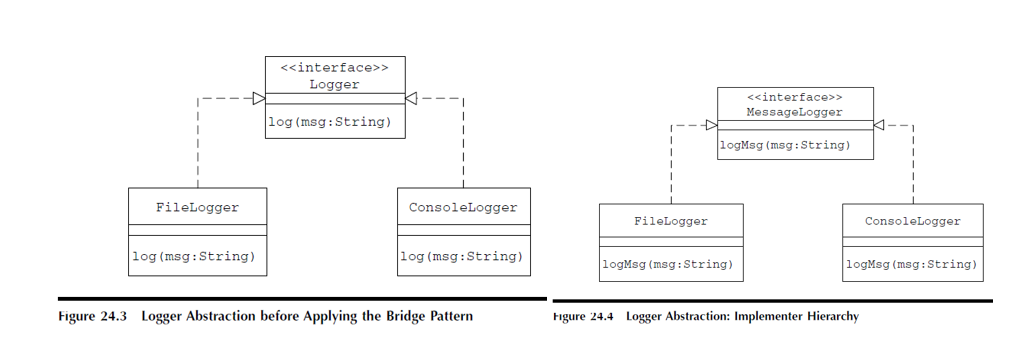 <<interface>>
Logger
log(msg:String)
FileLogger
log(msg:String)
ConsoleLogger
log(msg:String)
Figure 24.3 Logger Abstraction before Applying the Bridge Pattern
<<interface>>
MessageLogger
logMsg(msg:String)
FileLogger
logMsg(msg:String)
ConsoleLogger
logMsg(msg:String)
Figure 24.4 Logger Abstraction: Implementer Hierarchy